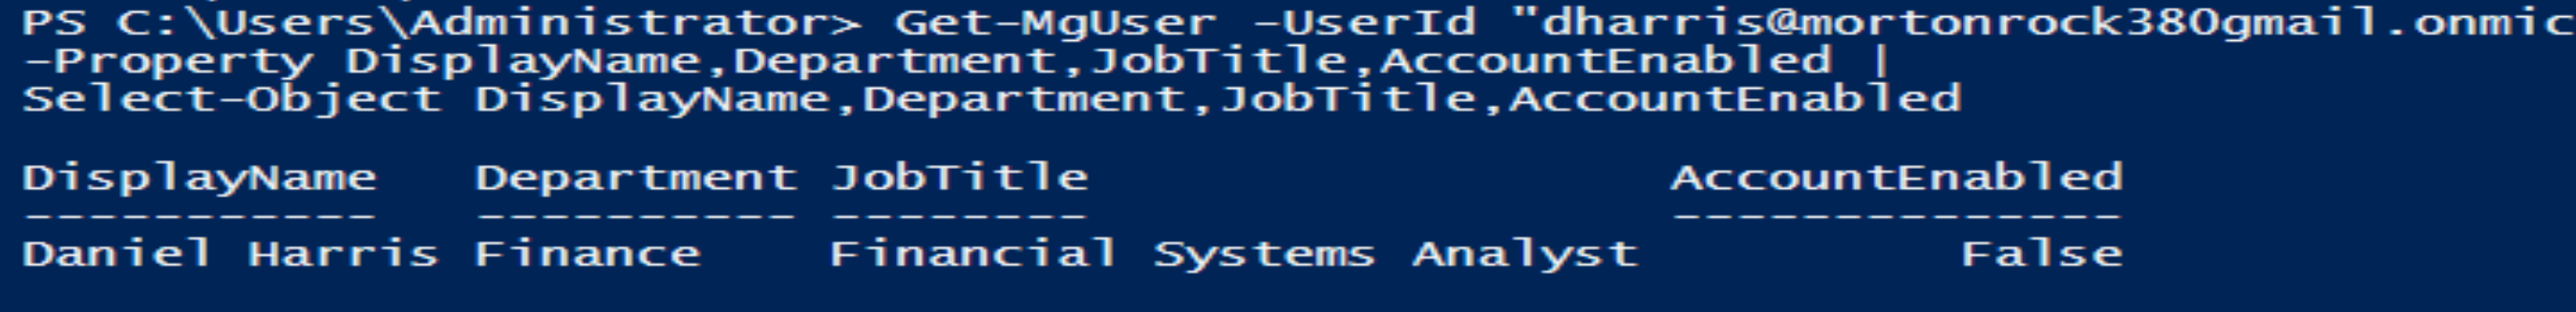 PS C:\Users\Administrator> Get-MgUser -UserId "dharris@mortonrock380gmail.onmic
-Property DisplayName,Department,JobTitle,AccountEnabled |
Select-Object DisplayName,Department,JobTitle,AccountEnabled
DisplayName   Department JobTitle                  AccountEnabled
-----------   ---------- --------                  --------------
Daniel Harris Finance    Financial Systems Analyst          False